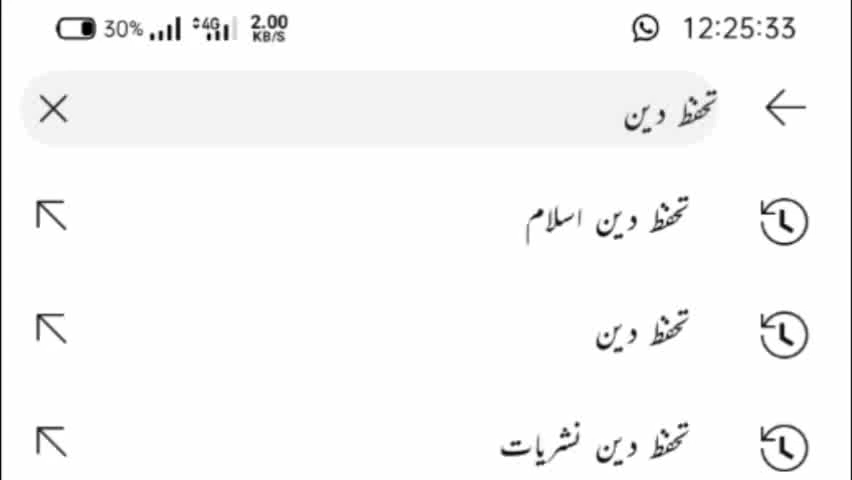 30% 4G 2.00 KB/S 12:25:33
تحفظ دین
تحفظ دین اسلام
تحفظ دین
تحفظ دین نشریات